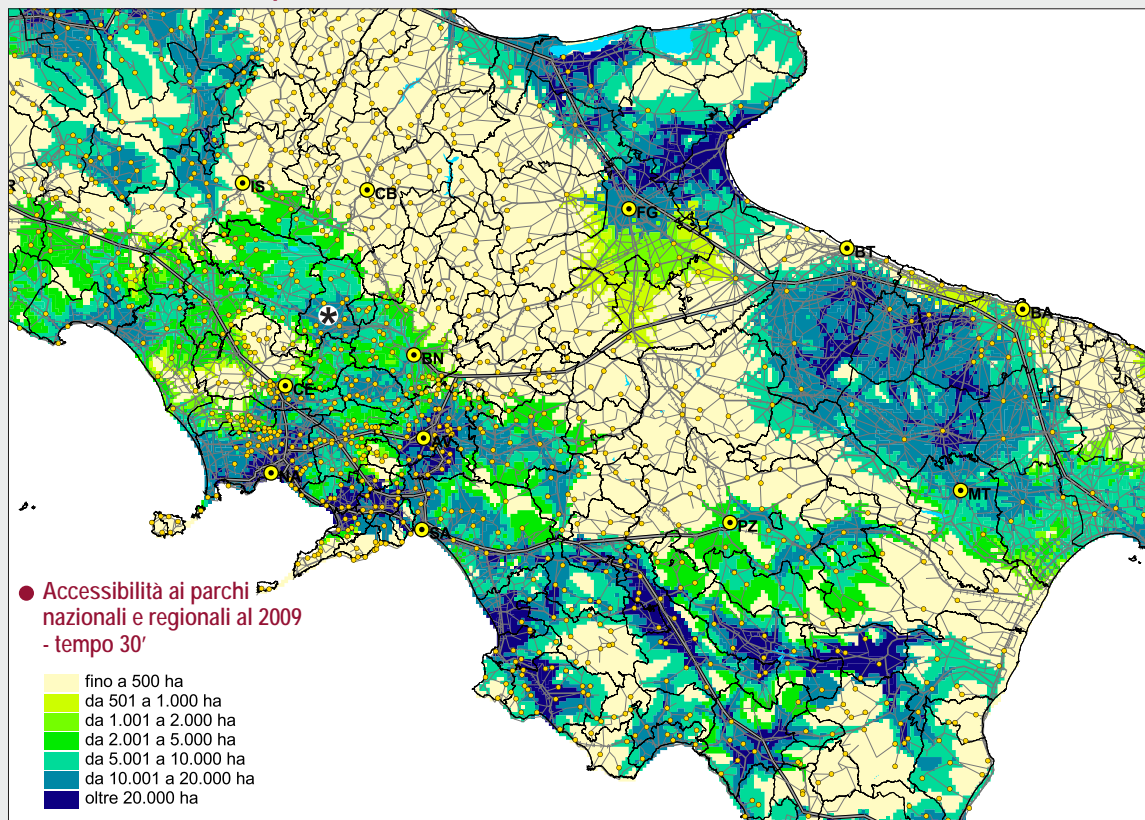 IS
CB
FG
BT
BA
*
BN
CE
AV
NA
MT
PZ
SA
● Accessibilità ai parchi
nazionali e regionali al 2009
- tempo 30'
fino a 500 ha
da 501 a 1.000 ha
da 1.001 a 2.000 ha
da 2.001 a 5.000 ha
da 5.001 a 10.000 ha
da 10.001 a 20.000 ha
oltre 20.000 ha